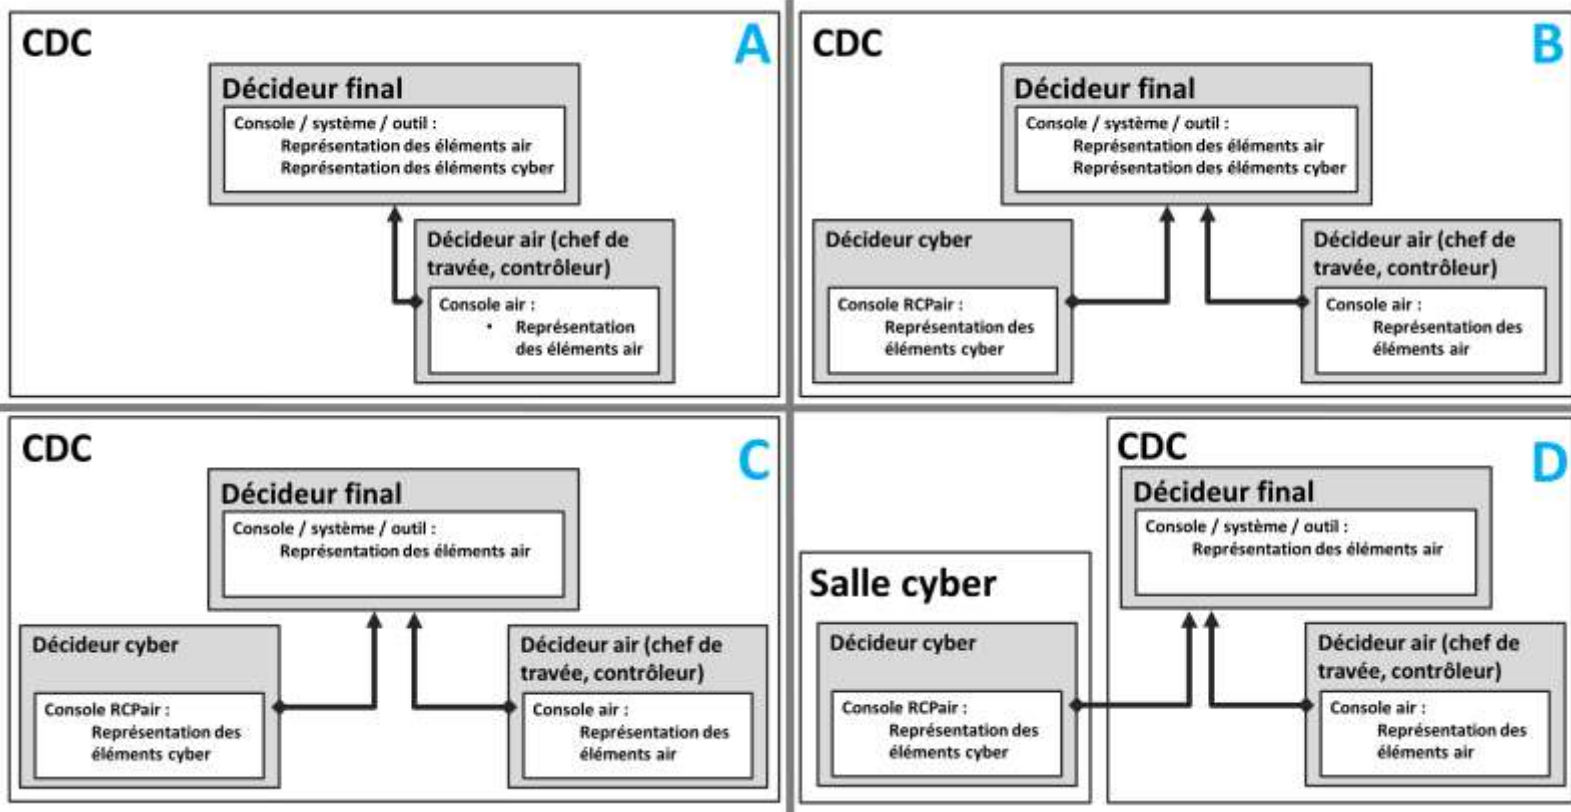 CDC
A
Décideur final
Console / système / outil :
Représentation des éléments air
Représentation des éléments cyber
Décideur air (chef de
travée, contrôleur)
Console air :
• Représentation
des éléments air
CDC
B
Décideur final
Console / système / outil :
Représentation des éléments air
Représentation des éléments cyber
Décideur cyber
Console RCPair :
Représentation des
éléments cyber
Décideur air (chef de
travée, contrôleur)
Console air :
Représentation des
éléments air
CDC
C
Décideur final
Console / système / outil :
Représentation des éléments air
Décideur cyber
Console RCPair :
Représentation des
éléments cyber
Décideur air (chef de
travée, contrôleur)
Console air :
Représentation des
éléments air
CDC
D
Décideur final
Console / système / outil :
Représentation des éléments air
Salle cyber
Décideur cyber
Console RCPair :
Représentation des
éléments cyber
Décideur air (chef de
travée, contrôleur)
Console air :
Représentation des
éléments air